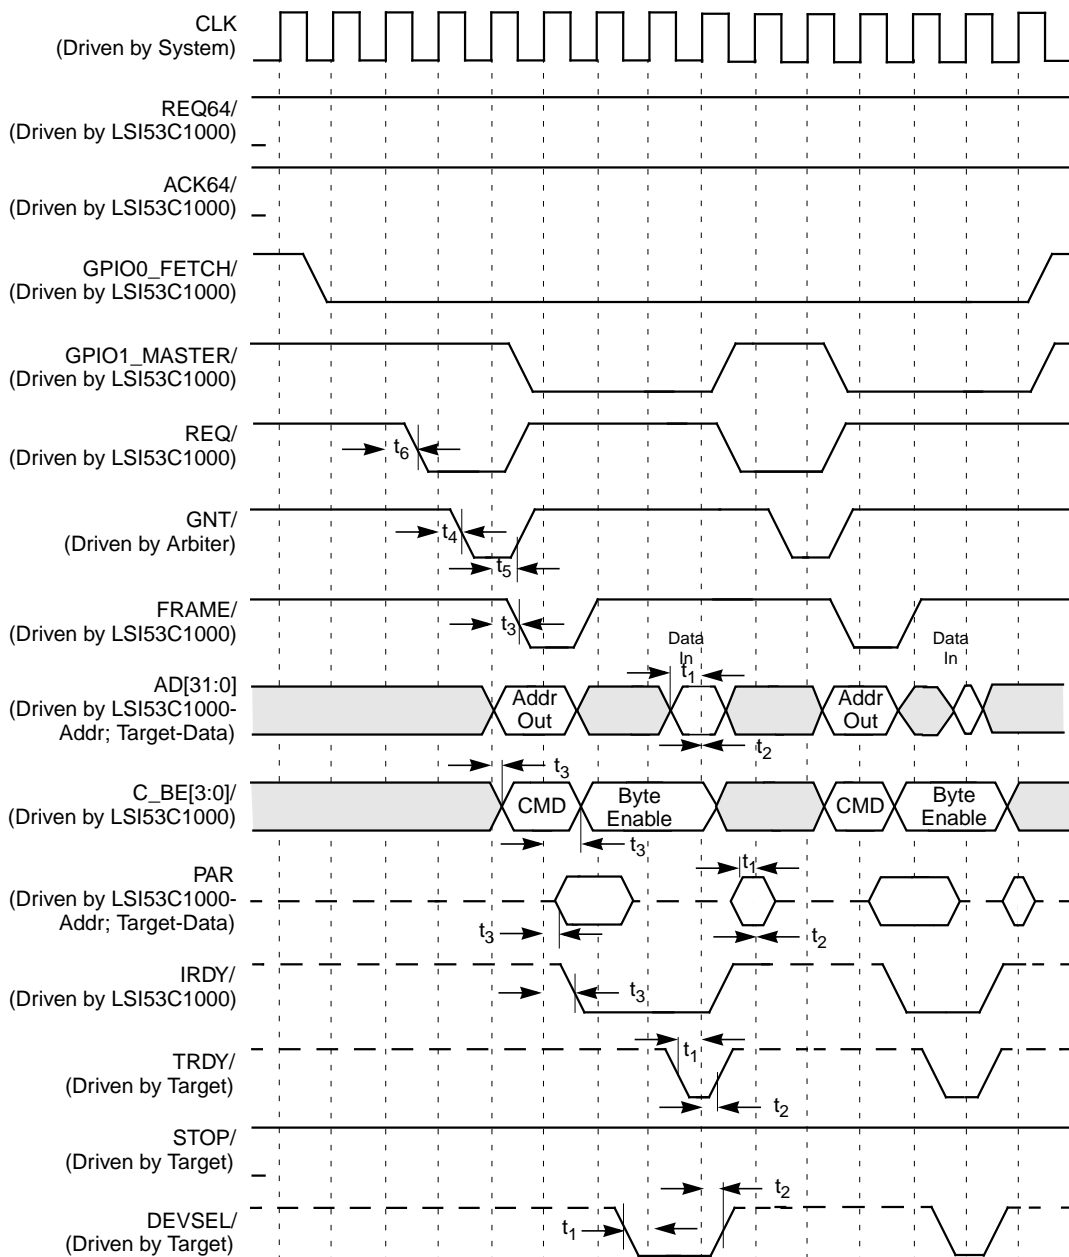 CLK
(Driven by System)
REQ64/
(Driven by LSI53C1000)
ACK64/
(Driven by LSI53C1000)
GPIO0_FETCH/
(Driven by LSI53C1000)
GPIO1_MASTER/
(Driven by LSI53C1000)
REQ/
(Driven by LSI53C1000)
t6
GNT/
(Driven by Arbiter)
t4
t5
FRAME/
(Driven by LSI53C1000)
t3
Data
In
Data
In
AD[31:0]
(Driven by LSI53C1000-
Addr; Target-Data)
t1
Addr
Out
Addr
Out
t2
C_BE[3:0]/
(Driven by LSI53C1000)
t3
CMD
Byte
Enable
CMD
Byte
Enable
t3
PAR
(Driven by LSI53C1000-
Addr; Target-Data)
t1
t3
t2
IRDY/
(Driven by LSI53C1000)
t3
TRDY/
(Driven by Target)
t1
t2
STOP/
(Driven by Target)
DEVSEL/
(Driven by Target)
t2
t1